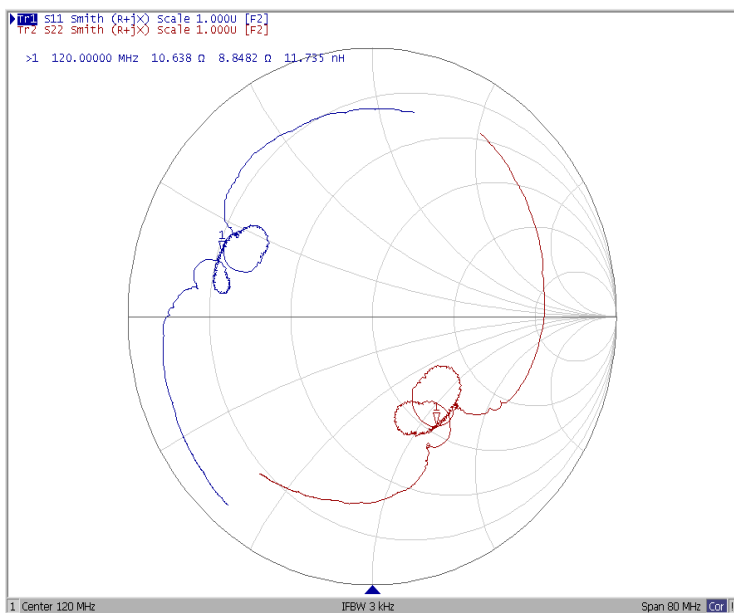 Tr1 S11 Smith (R+jX) Scale 1.000U [F2]
Tr2 S22 Smith (R+jX) Scale 1.000U [F2]
>1 120.00000 MHz 10.638 Ω 8.8482 Ω 11.735 nH
1
1
1 Center 120 MHz IFBW 3 kHz Span 80 MHz Cor !